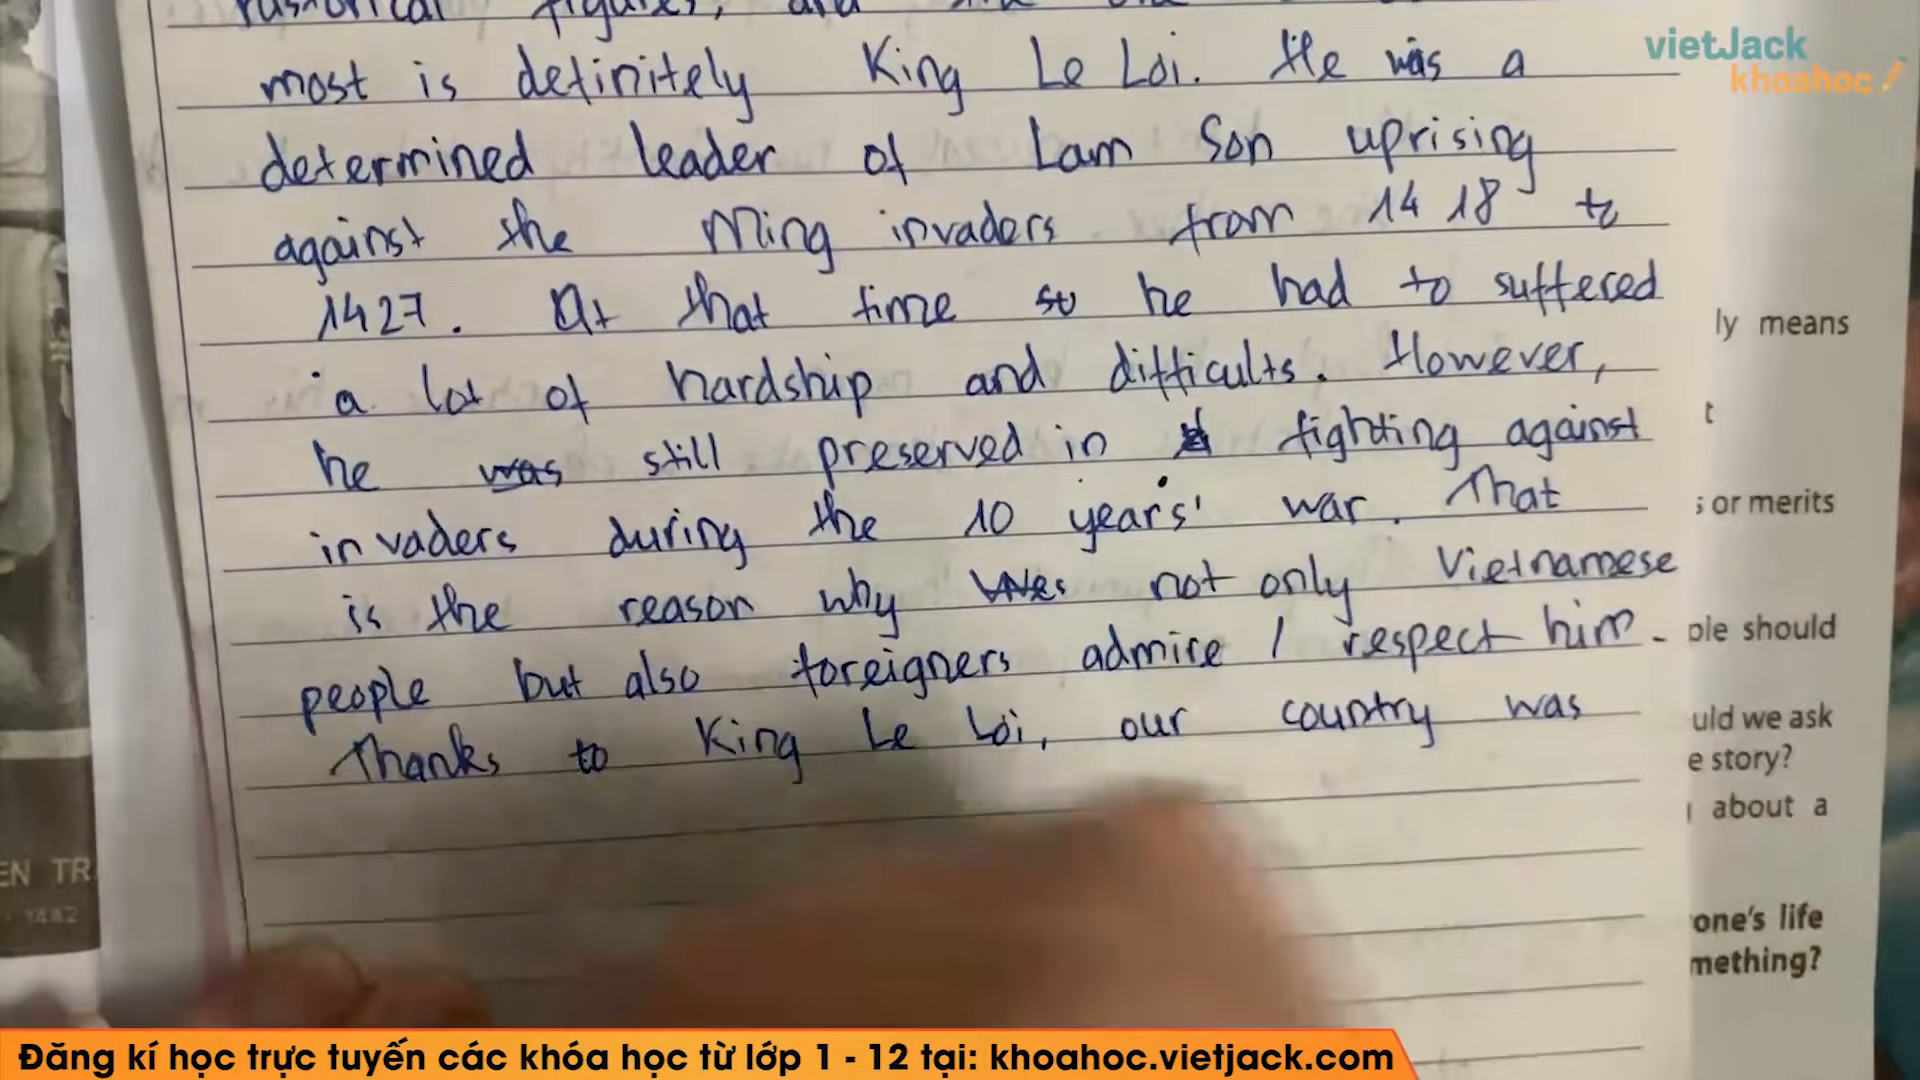 vietJack
khoahoc
most is definitely King Le Loi. He was a
determined leader of Lam Son uprising
against the Ming invaders from 1418 to
1427. At that time he had to suffered
a lot of hardship and difficults. However,
he was still preserved in fighting against
invaders during the 10 years' war. That
is the reason why not only Vietnamese
people but also foreigners admire / respect him.
Thanks to King Le Loi, our country was
ly means
t
s or merits
ple should
uld we ask
e story?
about a
one's life
mething?
EN TR
1442
Đăng kí học trực tuyến các khóa học từ lớp 1 - 12 tại: khoahoc.vietjack.com